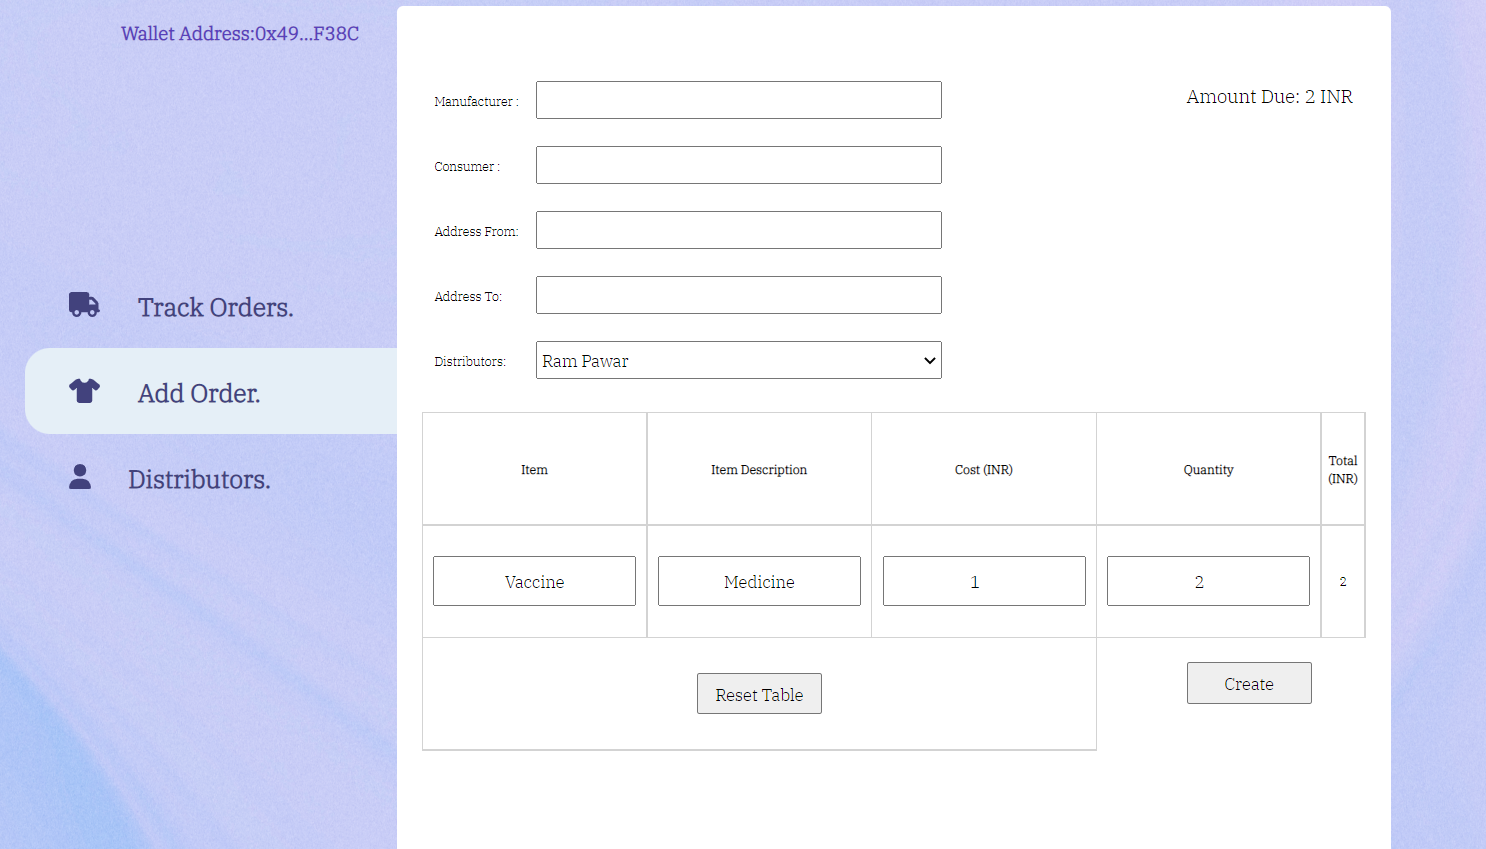 Wallet Address:0x49...F38C
Track Orders.
Add Order.
Distributors.
Manufacturer :
Amount Due: 2 INR
Consumer :
Address From:
Address To:
Distributors:
Ram Pawar
Item
Item Description
Cost (INR)
Quantity
Total
(INR)
Vaccine
Medicine
1
2
2
Reset Table
Create